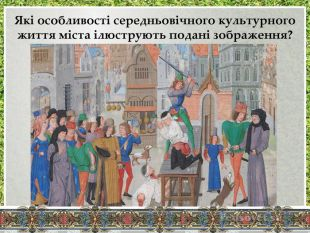 Які особливості середньовічного культурного
життя міста ілюструють подані зображення?